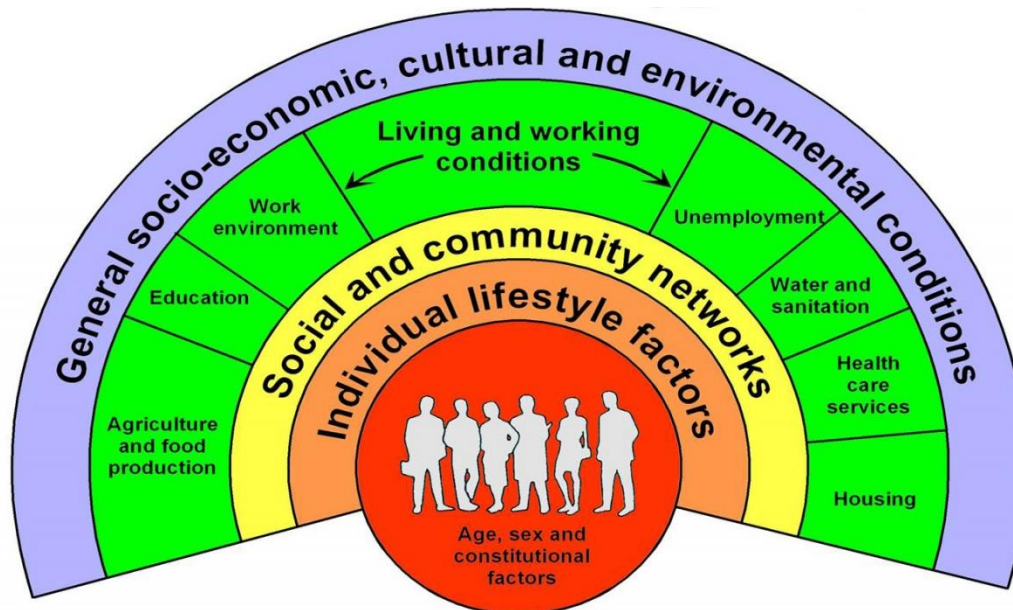 General socio-economic, cultural and environmental conditions
Living and working
conditions
Work
environment
Unemployment
Education
Water and
sanitation
Agriculture
and food
production
Health
care
services
Housing
Social and community networks
Individual lifestyle factors
Age, sex and
constitutional
factors